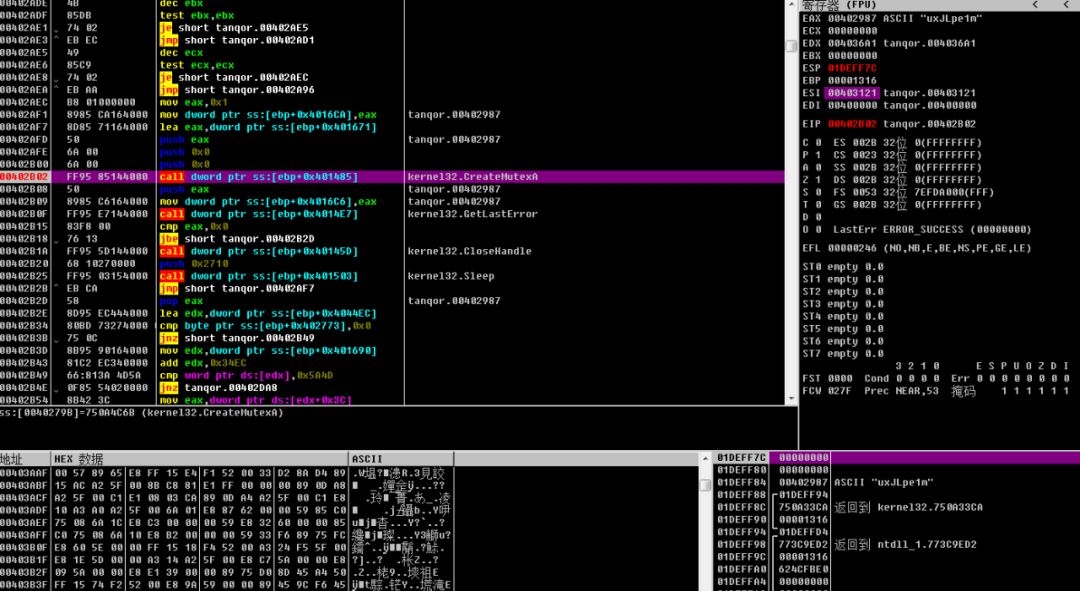 00402ADE 4B dec ebx
00402ADF 85DB test ebx,ebx
00402AE1 74 02 je short tanqor.00402AE5
00402AE3 EB EC jmp short tanqor.00402AD1
00402AE5 49 dec ecx
00402AE6 85C9 test ecx,ecx
00402AE8 74 02 je short tanqor.00402AEC
00402AEA EB AA jmp short tanqor.00402A96
00402AEC B8 01000000 mov eax,0x1
00402AF1 8985 CA164000 mov dword ptr ss:[ebp+0x4016CA],eax tanqor.00402987
00402AF7 8D85 71164000 lea eax,dword ptr ss:[ebp+0x401671]
00402AFD 50 push eax tanqor.00402987
00402AFE 6A 00 push 0x0
00402B00 6A 00 push 0x0
00402B02 FF95 85144000 call dword ptr ss:[ebp+0x401485] kernel32.CreateMutexA
00402B08 50 push eax tanqor.00402987
00402B09 8985 C6164000 mov dword ptr ss:[ebp+0x4016C6],eax tanqor.00402987
00402B0F FF95 E7144000 call dword ptr ss:[ebp+0x4014E7] kernel32.GetLastError
00402B15 83F8 00 cmp eax,0x0
00402B18 76 13 jbe short tanqor.00402B2D
00402B1A FF95 5D144000 call dword ptr ss:[ebp+0x40145D] kernel32.CloseHandle
00402B20 68 10270000 push 0x2710
00402B25 FF95 03154000 call dword ptr ss:[ebp+0x401503] kernel32.Sleep
00402B2B EB CA jmp short tanqor.00402AF7
00402B2D 58 pop eax tanqor.00402987
00402B2E 8D95 EC444000 lea edx,dword ptr ss:[ebp+0x4044EC]
00402B34 80BD 73274000 cmp byte ptr ss:[ebp+0x402773],0x0
00402B3B 75 0C jnz short tanqor.00402B49
00402B3D 8B95 90164000 mov edx,dword ptr ss:[ebp+0x401690]
00402B43 81C2 EC340000 add edx,0x34EC
00402B49 66:813A 4D5A cmp word ptr ds:[edx],0x5A4D
00402B4E 0F85 54020000 jnz tanqor.00402DA8
00402B54 8B42 3C mov eax,dword ptr ds:[edx+0x3C]
ss:[0040279B]=750A4C6B (kernel32.CreateMutexA)
寄存器 (FPU) < <
EAX 00402987 ASCII "uxJLpe1m"
ECX 00000000
EDX 004036A1 tanqor.004036A1
EBX 00000000
ESP 01DEFF7C
EBP 00001316
ESI 00403121 tanqor.00403121
EDI 00400000 tanqor.00400000
EIP 00402B02 tanqor.00402B02
C 0 ES 002B 32位 0(FFFFFFFF)
P 1 CS 0023 32位 0(FFFFFFFF)
A 0 SS 002B 32位 0(FFFFFFFF)
Z 1 DS 002B 32位 0(FFFFFFFF)
S 0 FS 0053 32位 7EFDA000(FFF)
T 0 GS 002B 32位 0(FFFFFFFF)
D 0
O 0 LastErr ERROR_SUCCESS (00000000)
EFL 00000246 (NO,NB,E,BE,NS,PE,GE,LE)
ST0 empty 0.0
ST1 empty 0.0
ST2 empty 0.0
ST3 empty 0.0
ST4 empty 0.0
ST5 empty 0.0
ST6 empty 0.0
ST7 empty 0.0
3 2 1 0 E S P U O Z D I
FST 0000 Cond 0 0 0 0 Err 0 0 0 0 0 0 0 0
FCW 027F Prec NEAR,53 掩码 1 1 1 1 1 1
地址 HEX 数据 ASCII
00403AAF 00 57 89 65 E8 FF 15 E4 F1 52 00 33 D2 8A D4 89
00403ABF 15 AC A2 5F 00 8B C8 81 E1 FF 00 00 00 89 0D A8
00403ACF A2 5F 00 C1 E1 08 03 CA 89 0D A4 A2 5F 00 C1 E8
00403ADF 10 A3 A0 A2 5F 00 6A 01 E8 87 62 00 00 59 85 C0
00403AEF 75 08 6A 1C E8 C3 00 00 00 59 E8 32 60 00 00 85
00403AFF C0 75 08 6A 10 E8 B2 00 00 00 59 33 F6 89 75 FC
00403B0F E8 60 5E 00 00 FF 15 18 F4 52 00 A3 24 F5 5F 00
00403B1F E8 1E 5D 00 00 A3 14 A2 5F 00 E8 C7 5A 00 00 E8
00403B2F 09 5A 00 00 E8 E1 39 00 00 89 75 D0 8D 45 A4 50
00403B3F FF 15 74 F2 52 00 E8 9A 59 00 00 89 45 9C F6 45
01DEFF7C 00000000
01DEFF80 00000000
01DEFF84 00402987 ASCII "uxJLpe1m"
01DEFF88 01DEFF94
01DEFF8C 750A33CA 返回到 kernel32.750A33CA
01DEFF90 00001316
01DEFF94 01DEFFD4
01DEFF98 773C9ED2 返回到 ntdll_1.773C9ED2
01DEFF9C 00001316
01DEFFA0 624CFBE0
01DEFFA4 00000000